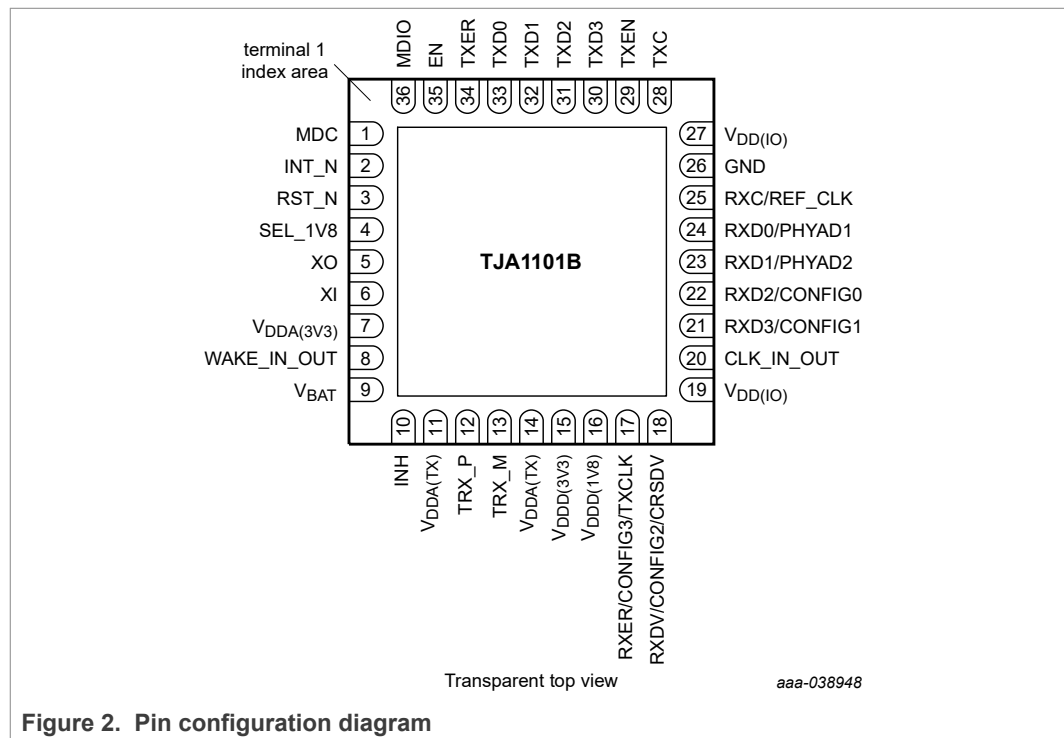 terminal 1
index area
MDIO
EN
TXER
TXD0
TXD1
TXD2
TXD3
TXEN
TXC
36
35
34
33
32
31
30
29
28
MDC 1
INT_N 2
RST_N 3
SEL_1V8 4
XO 5
XI 6
VDDA(3V3) 7
WAKE_IN_OUT 8
VBAT 9
TJA1101B
27 VDD(IO)
26 GND
25 RXC/REF_CLK
24 RXD0/PHYAD1
23 RXD1/PHYAD2
22 RXD2/CONFIG0
21 RXD3/CONFIG1
20 CLK_IN_OUT
19 VDD(IO)
10
11
12
13
14
15
16
17
18
INH
VDDA(TX)
TRX_P
TRX_M
VDDA(TX)
VDDD(3V3)
VDDD(1V8)
RXER/CONFIG3/TXCLK
RXDV/CONFIG2/CRSDV
Transparent top view
aaa-038948
Figure 2. Pin configuration diagram